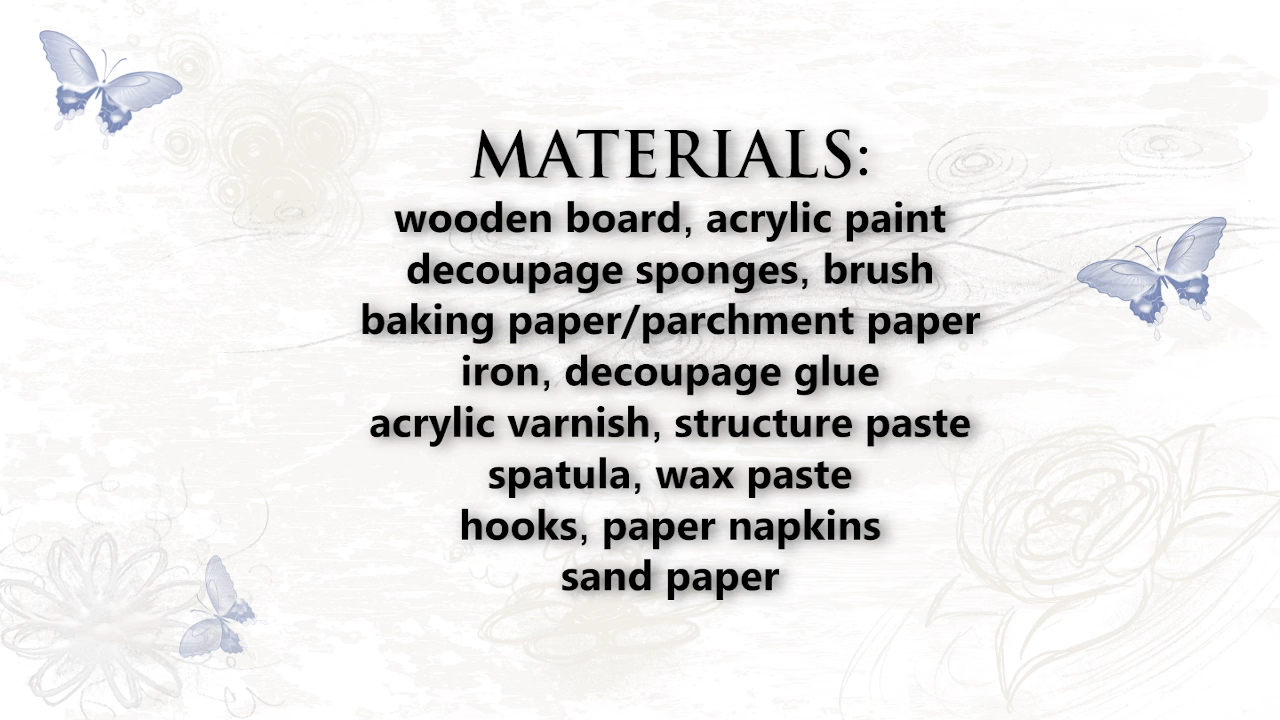 MATERIALS:
wooden board, acrylic paint
decoupage sponges, brush
baking paper/parchment paper
iron, decoupage glue
acrylic varnish, structure paste
spatula, wax paste
hooks, paper napkins
sand paper